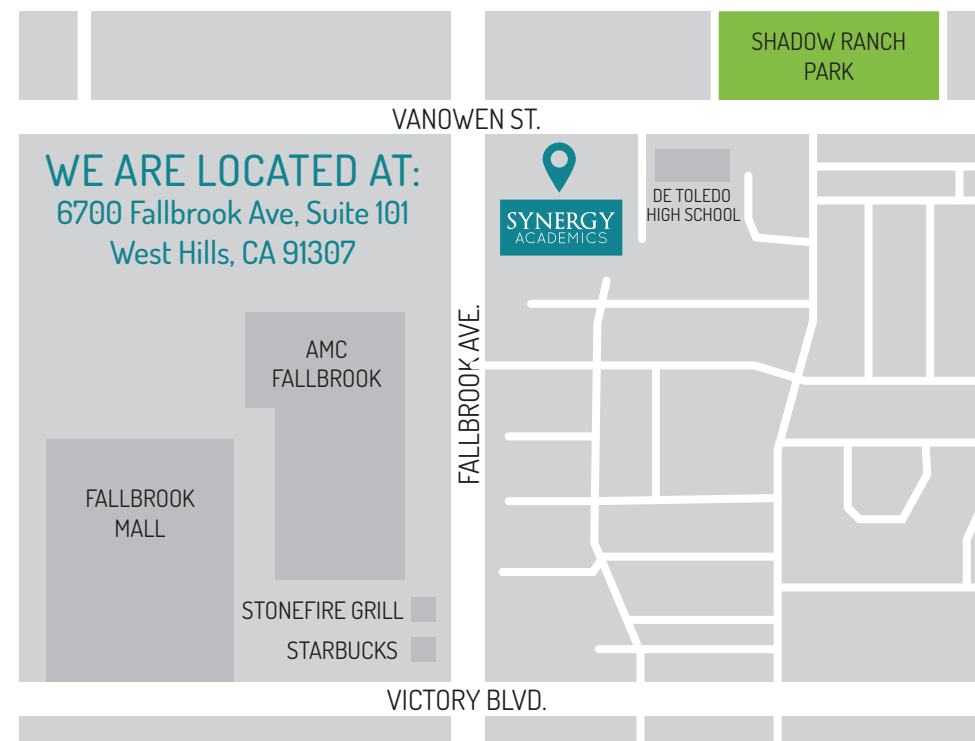 SHADOW RANCH
PARK
VANOWEN ST.
WE ARE LOCATED AT:
6700 Fallbrook Ave, Suite 101
West Hills, CA 91307
SYNERGY
ACADEMICS
DE TOLEDO
HIGH SCHOOL
FALLBROOK AVE.
AMC
FALLBROOK
FALLBROOK
MALL
STONEFIRE GRILL
STARBUCKS
VICTORY BLVD.